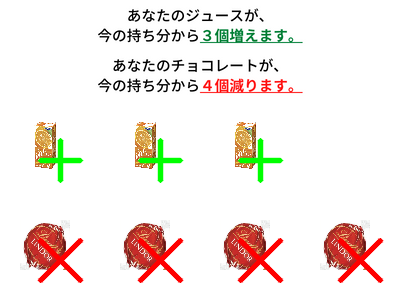 あなたのジュースが、
今の持ち分から３個増えます。
あなたのチョコレートが、
今の持ち分から４個減ります。
LINDOR LINDOR LINDOR LINDOR